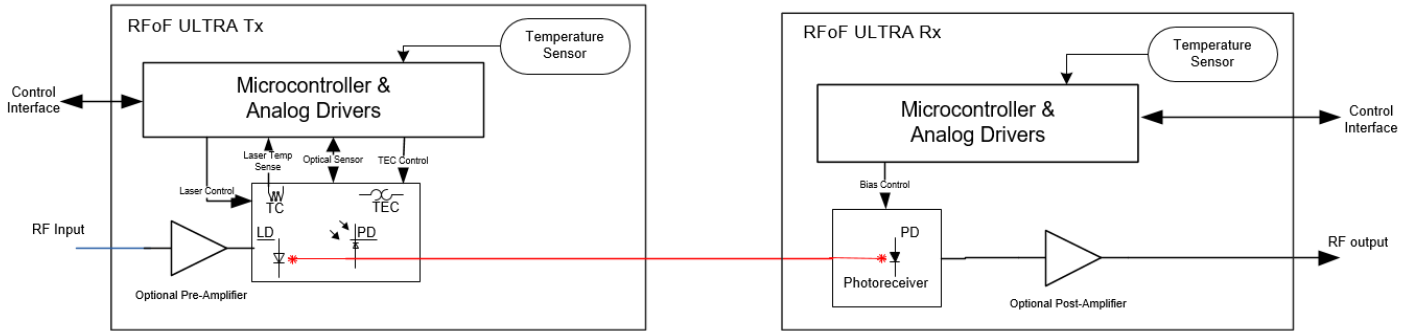 RFoF ULTRA Tx
Temperature
Sensor
Microcontroller &
Analog Drivers
Control
Interface
Laser Temp
Sense
Optical Sensor
TEC Control
Laser Control
TC
TEC
RF Input
LD
PD
Optional Pre-Amplifier
RFoF ULTRA Rx
Temperature
Sensor
Microcontroller &
Analog Drivers
Control
Interface
Bias Control
PD
Photoreceiver
RF output
Optional Post-Amplifier